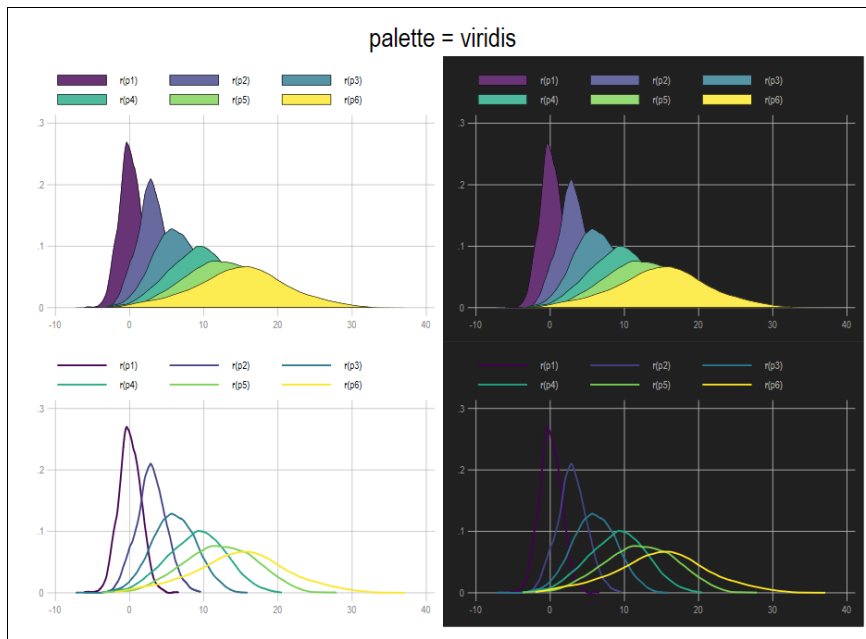 palette = viridis
r(p1) r(p2) r(p3)
r(p4) r(p5) r(p6)
.3
.2
.1
0
-10 0 10 20 30 40
r(p1) r(p2) r(p3)
r(p4) r(p5) r(p6)
.3
.2
.1
0
-10 0 10 20 30 40
r(p1) r(p2) r(p3)
r(p4) r(p5) r(p6)
.3
.2
.1
0
-10 0 10 20 30 40
r(p1) r(p2) r(p3)
r(p4) r(p5) r(p6)
.3
.2
.1
0
-10 0 10 20 30 40